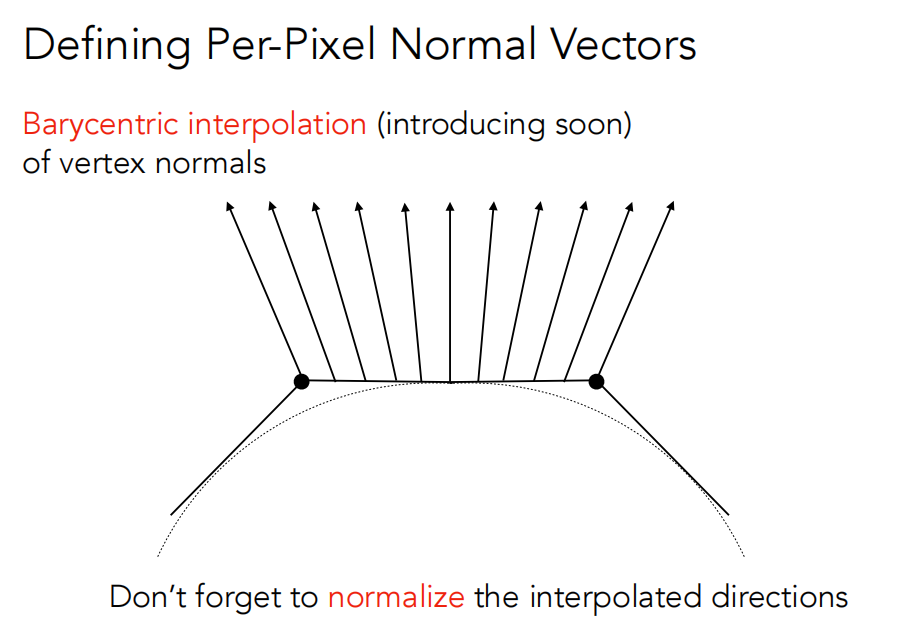 Defining Per-Pixel Normal Vectors
Barycentric interpolation (introducing soon)
of vertex normals
Don’t forget to normalize the interpolated directions